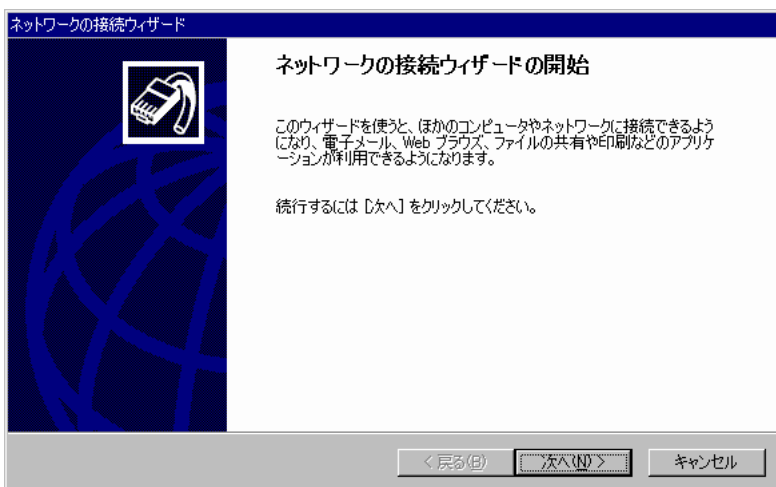 ネットワークの接続ウィザード
ネットワークの接続ウィザードの開始
このウィザードを使うと、ほかのコンピュータやネットワークに接続できるよう
になり、電子メール、Web ブラウズ、ファイルの共有や印刷などのアプリケ
ーションが利用できるようになります。
続行するには [次へ] をクリックしてください。
< 戻る(B) 次へ(N) > キャンセル